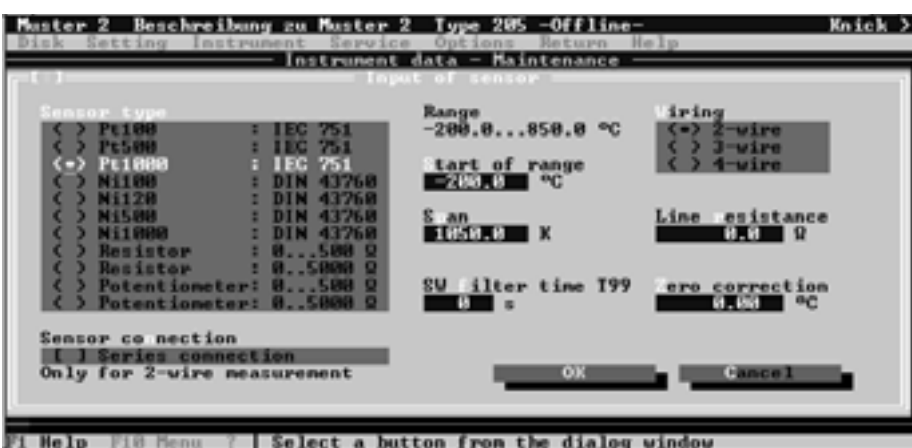 Muster 2 Beschreibung zu Muster 2 Type 205 -Offline- Knick >
Disk Setting Instrument Service Options Return Help
Instrument data - Maintenance
Input of sensor
Sensor type
( ) Pt100 : IEC 751
( ) Pt500 : IEC 751
(•) Pt1000 : IEC 751
( ) Ni100 : DIN 43760
( ) Ni120 : DIN 43760
( ) Ni500 : DIN 43760
( ) Ni1000 : DIN 43760
( ) Resistor : 0...500 Ω
( ) Resistor : 0..5000 Ω
( ) Potentiometer: 0...500 Ω
( ) Potentiometer: 0..5000 Ω
Sensor connection
[ ] Series connection
Only for 2-wire measurement
Range
-200.0...850.0 °C
Start of range
-200.0 °C
Span
1050.0 K
SW filter time T99
0 s
Wiring
(•) 2-wire
( ) 3-wire
( ) 4-wire
Line resistance
0.0 Ω
Zero correction
0.00 °C
OK Cancel
F1 Help F10 Menu ? | Select a button from the dialog window